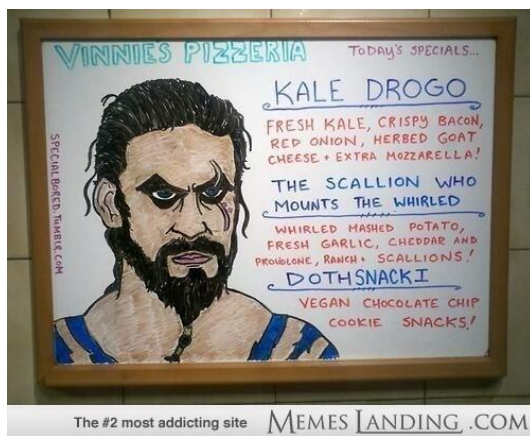 VINNIE'S PIZZERIA
TODAY'S SPECIALS...
KALE DROGO
FRESH KALE, CRISPY BACON,
RED ONION, HERBED GOAT
CHEESE + EXTRA MOZZARELLA!
THE SCALLION WHO
MOUNTS THE WHIRLED
WHIRLED MASHED POTATO,
FRESH GARLIC, CHEDDAR AND
PROVOLONE, RANCH + SCALLIONS!
DOTHSNACKI
VEGAN CHOCOLATE CHIP
COOKIE SNACKS!
SPECIALBORED.TUMBLR.COM
The #2 most addicting site MEMES LANDING .COM